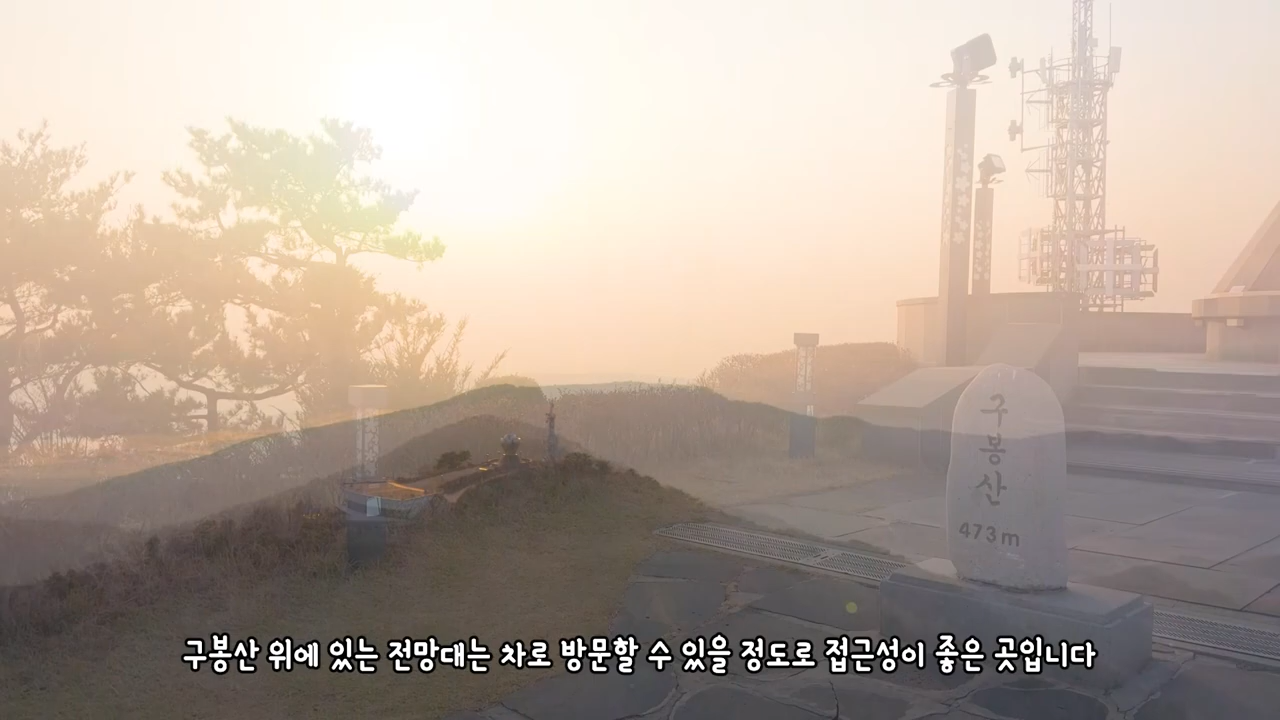 구
봉
산
473m
구봉산 위에 있는 전망대는 차로 방문할 수 있을 정도로 접근성이 좋은 곳입니다